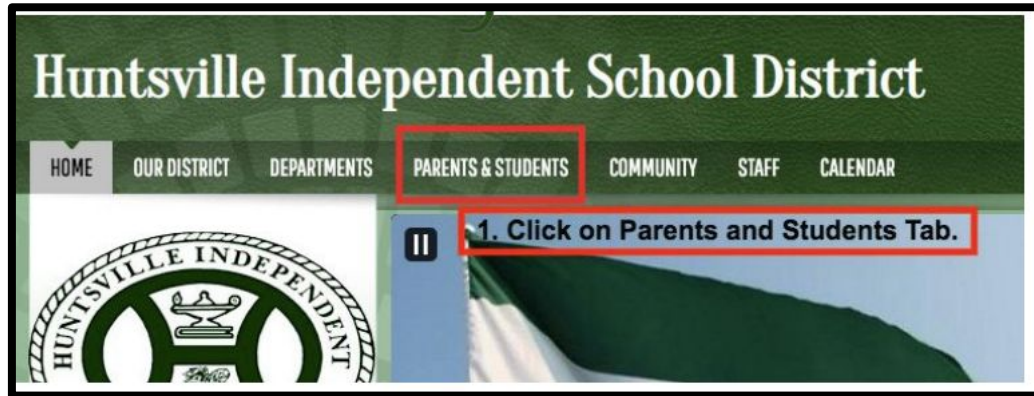 Huntsville Independent School District
HOME OUR DISTRICT DEPARTMENTS PARENTS & STUDENTS COMMUNITY STAFF CALENDAR
1. Click on Parents and Students Tab.
HUNTSVILLE INDEPENDENT